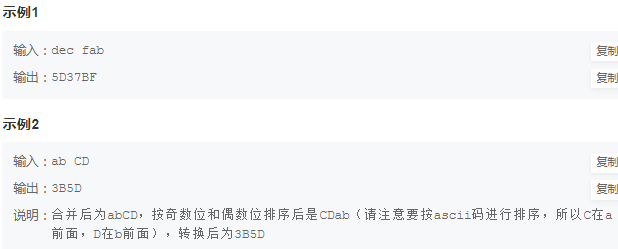 示例1
输入：dec fab
复制
输出：5D37BF
复制
示例2
输入：ab CD
复制
输出：3B5D
复制
说明：合并后为abCD，按奇数位和偶数位排序后是CDab（请注意要按ascii码进行排序，所以C在a
前面，D在b前面），转换后为3B5D